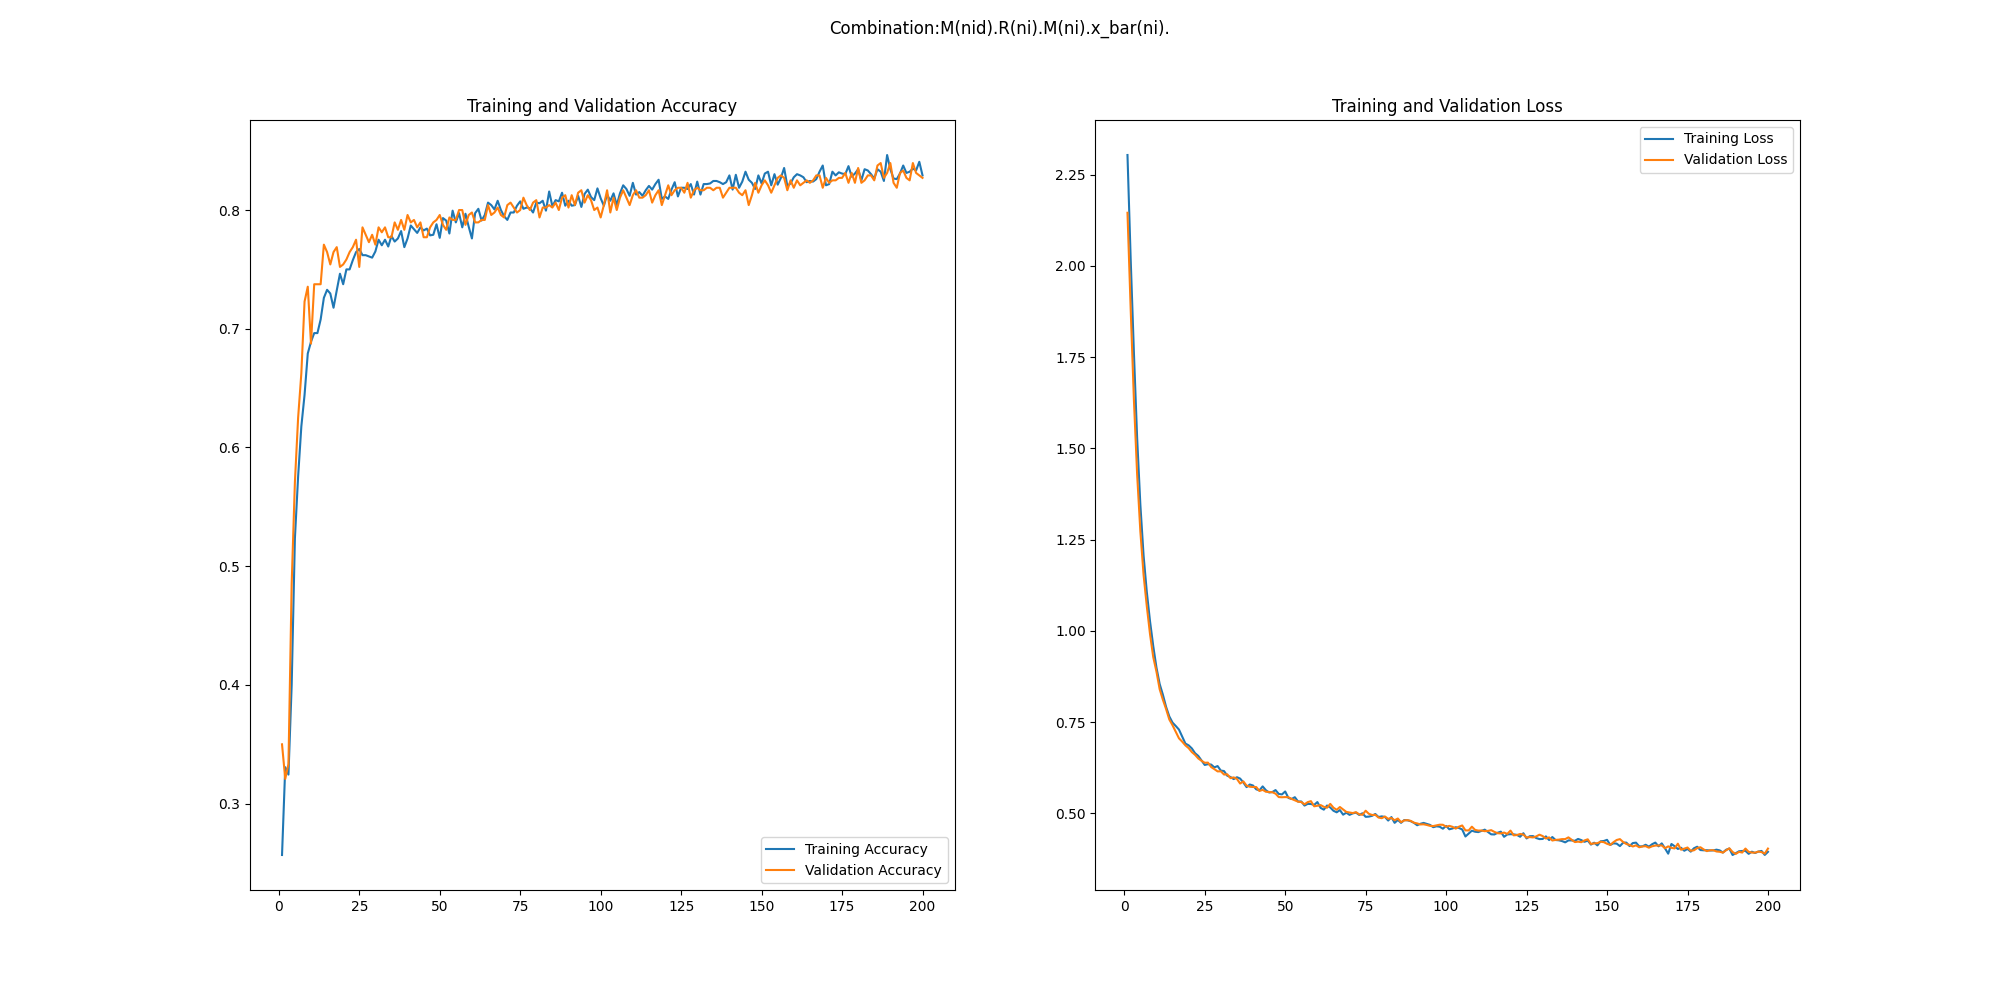 Combination:M(nid).R(ni).M(ni).x_bar(ni).
Training and Validation Accuracy
0.8
0.7
0.6
0.5
0.4
0.3
0 25 50 75 100 125 150 175 200
Training Accuracy
Validation Accuracy
Training and Validation Loss
2.25
2.00
1.75
1.50
1.25
1.00
0.75
0.50
0 25 50 75 100 125 150 175 200
Training Loss
Validation Loss